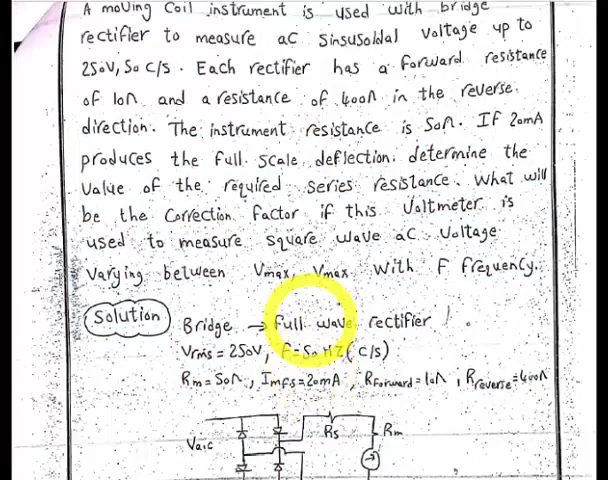 A moving Coil instrument is used with bridge
rectifier to measure ac Sinsusoldal voltage up to
250V, 50 C/S. Each rectifier has a forward resistance
of 10Ω and a resistance of 400Ω in the reverse
direction. The instrument resistance is 50Ω. IF 20mA
produces the full scale deflection. determine the
Value of the required series resistance. What will
be the Correction factor if this Voltmeter is
used to measure square wave ac Voltage
Varying between Vmax, Vmax with F frequency.
Solution
Bridge → full wave rectifier
Vrms = 250V, f = 50 HZ (C/S)
Rm = 50Ω, Imfs = 20mA, Rforward = 10Ω, Rreverse = 400Ω
Rs Rm
Va.c